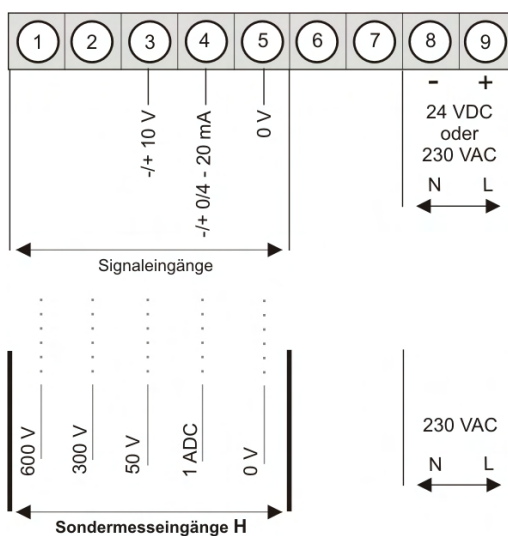 1 2 3 4 5 6 7 8 9
- +
-/+ 10 V
-/+ 0/4 - 20 mA
0 V
24 VDC
oder
230 VAC
N L
Signaleingänge
600 V
300 V
50 V
1 ADC
0 V
230 VAC
N L
Sondermesseingänge H